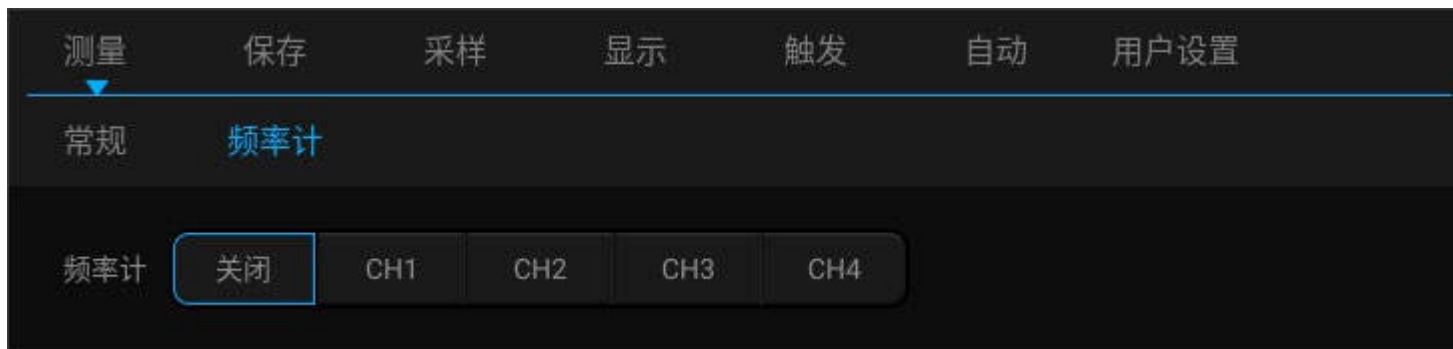 测量 保存 采样 显示 触发 自动 用户设置
常规 频率计
频率计 关闭 CH1 CH2 CH3 CH4